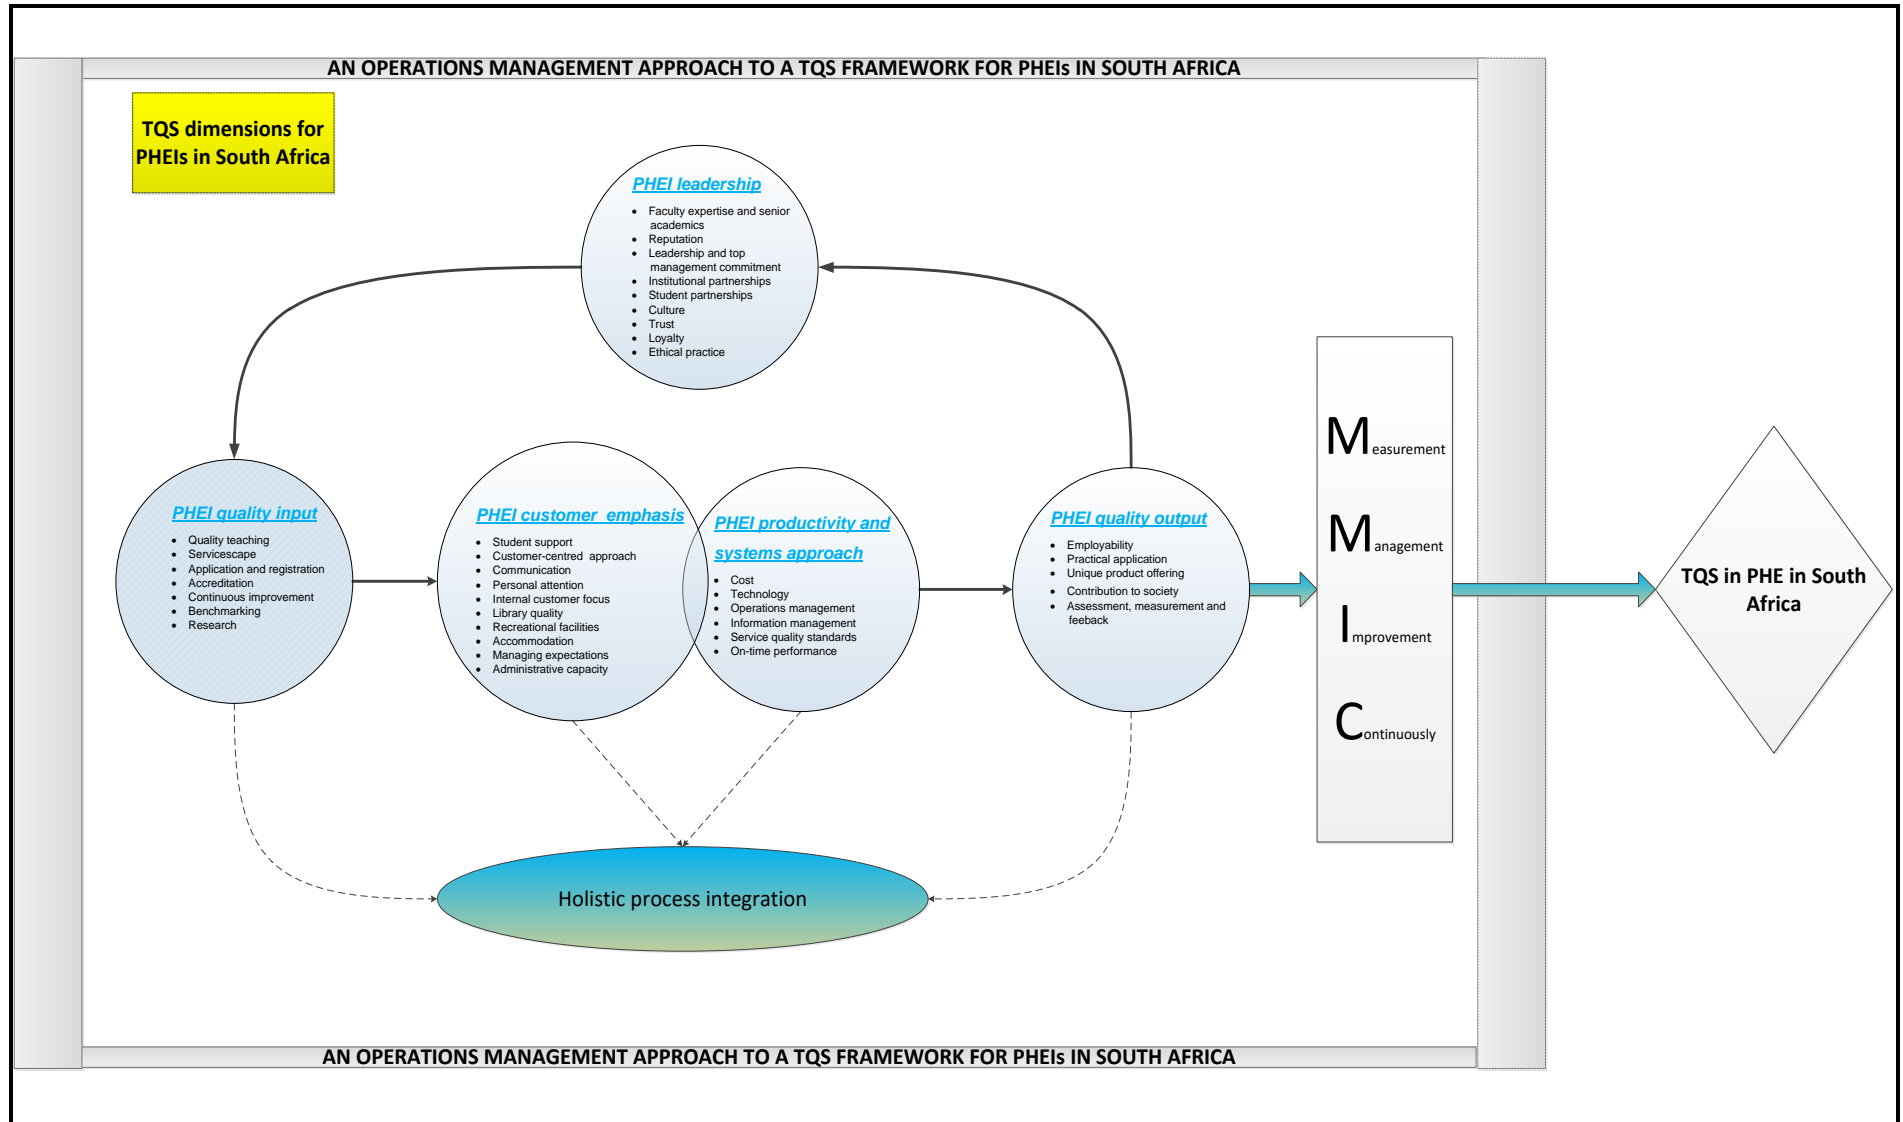 AN OPERATIONS MANAGEMENT APPROACH TO A TQS FRAMEWORK FOR PHEIs IN SOUTH AFRICA
TQS dimensions for
PHEIs in South Africa
PHEI leadership
• Faculty expertise and senior
academics
• Reputation
• Leadership and top
management commitment
• Institutional partnerships
• Student partnerships
• Culture
• Trust
• Loyalty
• Ethical practice
PHEI quality input
• Quality teaching
• Servicescape
• Application and registration
• Accreditation
• Continuous improvement
• Benchmarking
• Research
PHEI customer emphasis
• Student support
• Customer-centred approach
• Communication
• Personal attention
• Internal customer focus
• Library quality
• Recreational facilities
• Accommodation
• Managing expectations
• Administrative capacity
PHEI productivity and
systems approach
• Cost
• Technology
• Operations management
• Information management
• Service quality standards
• On-time performance
PHEI quality output
• Employability
• Practical application
• Unique product offering
• Contribution to society
• Assessment, measurement and
feeback
Measurement
Management
Improvement
Continuously
TQS in PHE in South
Africa
Holistic process integration
AN OPERATIONS MANAGEMENT APPROACH TO A TQS FRAMEWORK FOR PHEIs IN SOUTH AFRICA